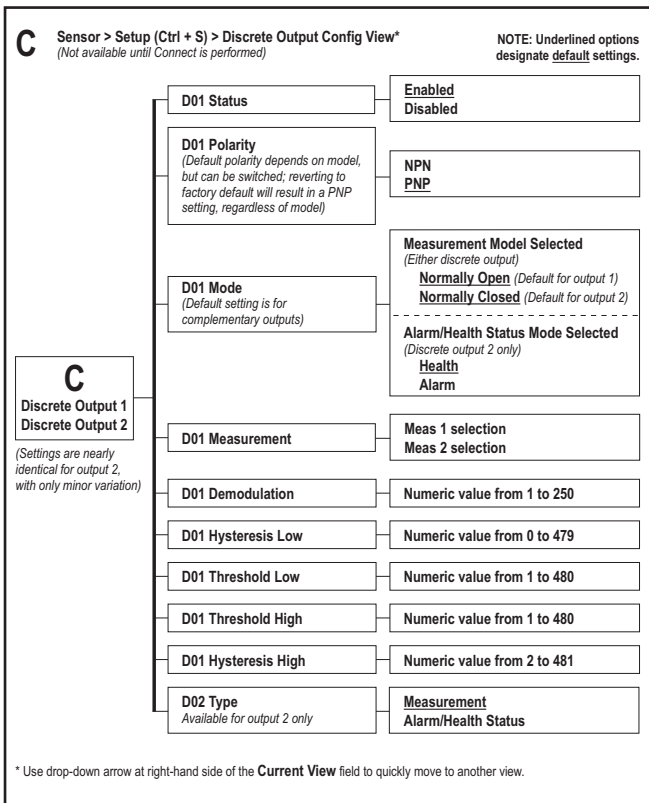 C
Sensor > Setup (Ctrl + S) > Discrete Output Config View*
(Not available until Connect is performed)
NOTE: Underlined options
designate default settings.
D01 Status
Enabled
Disabled
D01 Polarity
(Default polarity depends on model,
but can be switched; reverting to
factory default will result in a PNP
setting, regardless of model)
NPN
PNP
D01 Mode
(Default setting is for
complementary outputs)
Measurement Model Selected
(Either discrete output)
Normally Open (Default for output 1)
Normally Closed (Default for output 2)
Alarm/Health Status Mode Selected
(Discrete output 2 only)
Health
Alarm
C
Discrete Output 1
Discrete Output 2
(Settings are nearly
identical for output 2,
with only minor variation)
D01 Measurement
Meas 1 selection
Meas 2 selection
D01 Demodulation
Numeric value from 1 to 250
D01 Hysteresis Low
Numeric value from 0 to 479
D01 Threshold Low
Numeric value from 1 to 480
D01 Threshold High
Numeric value from 1 to 480
D01 Hysteresis High
Numeric value from 2 to 481
D02 Type
Available for output 2 only
Measurement
Alarm/Health Status
* Use drop-down arrow at right-hand side of the Current View field to quickly move to another view.